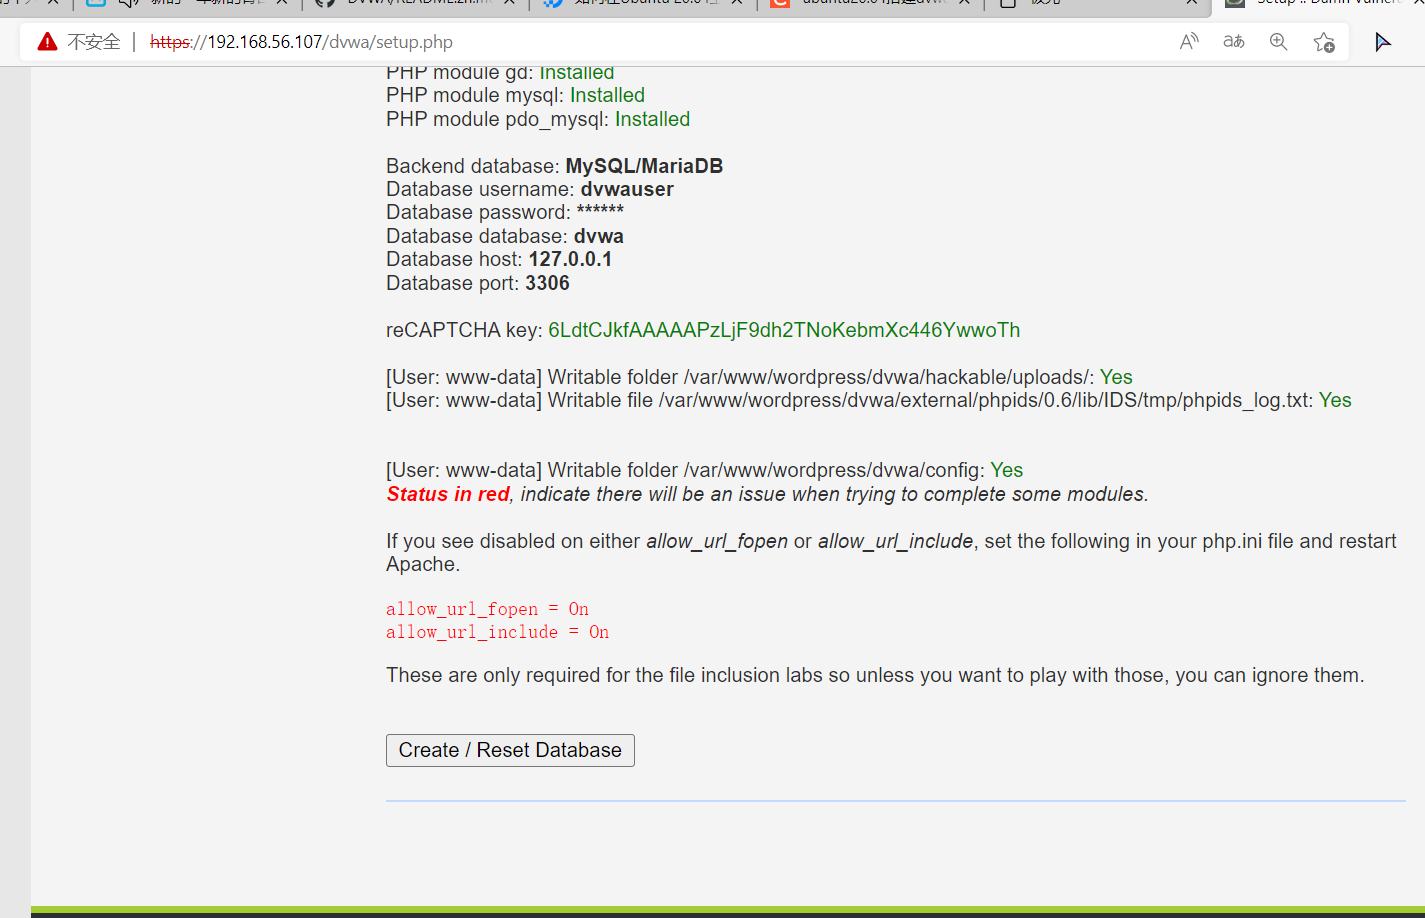 DVWA/README.zh.m
如何在Ubuntu 20.04
ubuntu20.04搭建dvw
Setup :: Damn Vulnera
不安全 | https://192.168.56.107/dvwa/setup.php
PHP module gd: Installed
PHP module mysql: Installed
PHP module pdo_mysql: Installed
Backend database: MySQL/MariaDB
Database username: dvwauser
Database password: ******
Database database: dvwa
Database host: 127.0.0.1
Database port: 3306
reCAPTCHA key: 6LdtCJkfAAAAAPzLjF9dh2TNoKebmXc446YwwoTh
[User: www-data] Writable folder /var/www/wordpress/dvwa/hackable/uploads/: Yes
[User: www-data] Writable file /var/www/wordpress/dvwa/external/phpids/0.6/lib/IDS/tmp/phpids_log.txt: Yes
[User: www-data] Writable folder /var/www/wordpress/dvwa/config: Yes
Status in red, indicate there will be an issue when trying to complete some modules.
If you see disabled on either allow_url_fopen or allow_url_include, set the following in your php.ini file and restart
Apache.
allow_url_fopen = On
allow_url_include = On
These are only required for the file inclusion labs so unless you want to play with those, you can ignore them.
Create / Reset Database